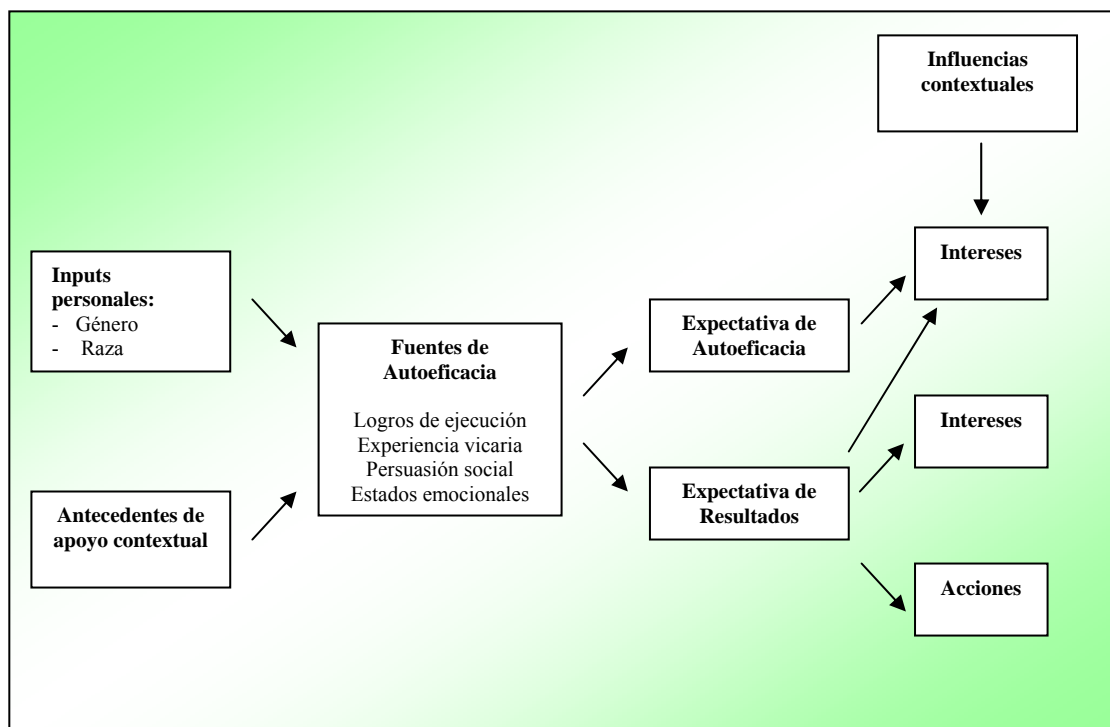 Influencias
contextuales
Intereses
Inputs
personales:
- Género
- Raza
Fuentes de
Autoeficacia
Logros de ejecución
Experiencia vicaria
Persuasión social
Estados emocionales
Expectativa de
Autoeficacia
Intereses
Antecedentes de
apoyo contextual
Expectativa de
Resultados
Acciones